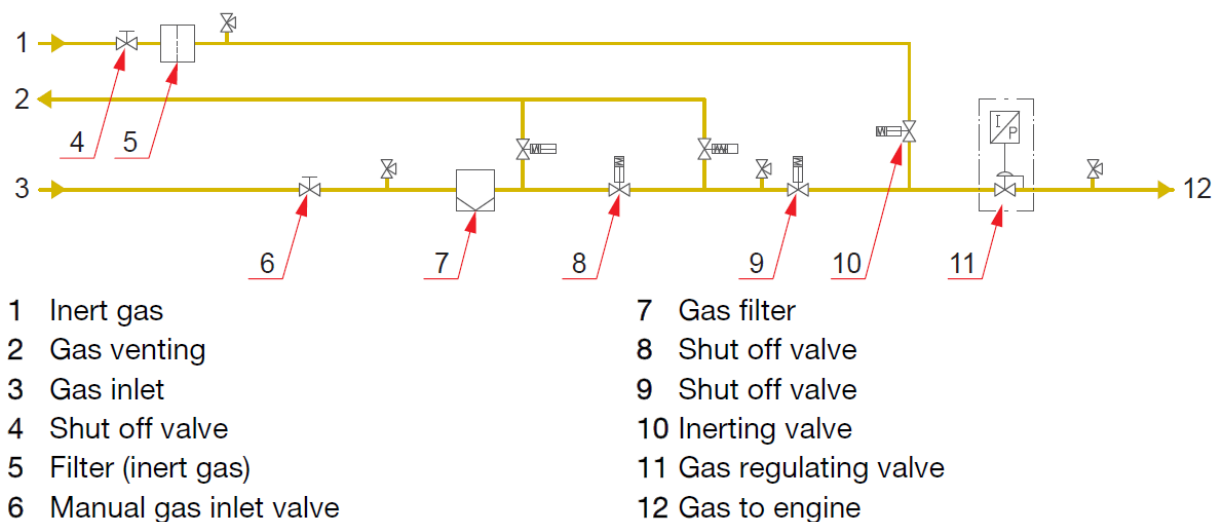 1
I
P
2
4 5
3
12
6 7 8 9 10 11
1 Inert gas
2 Gas venting
3 Gas inlet
4 Shut off valve
5 Filter (inert gas)
6 Manual gas inlet valve
7 Gas filter
8 Shut off valve
9 Shut off valve
10 Inerting valve
11 Gas regulating valve
12 Gas to engine